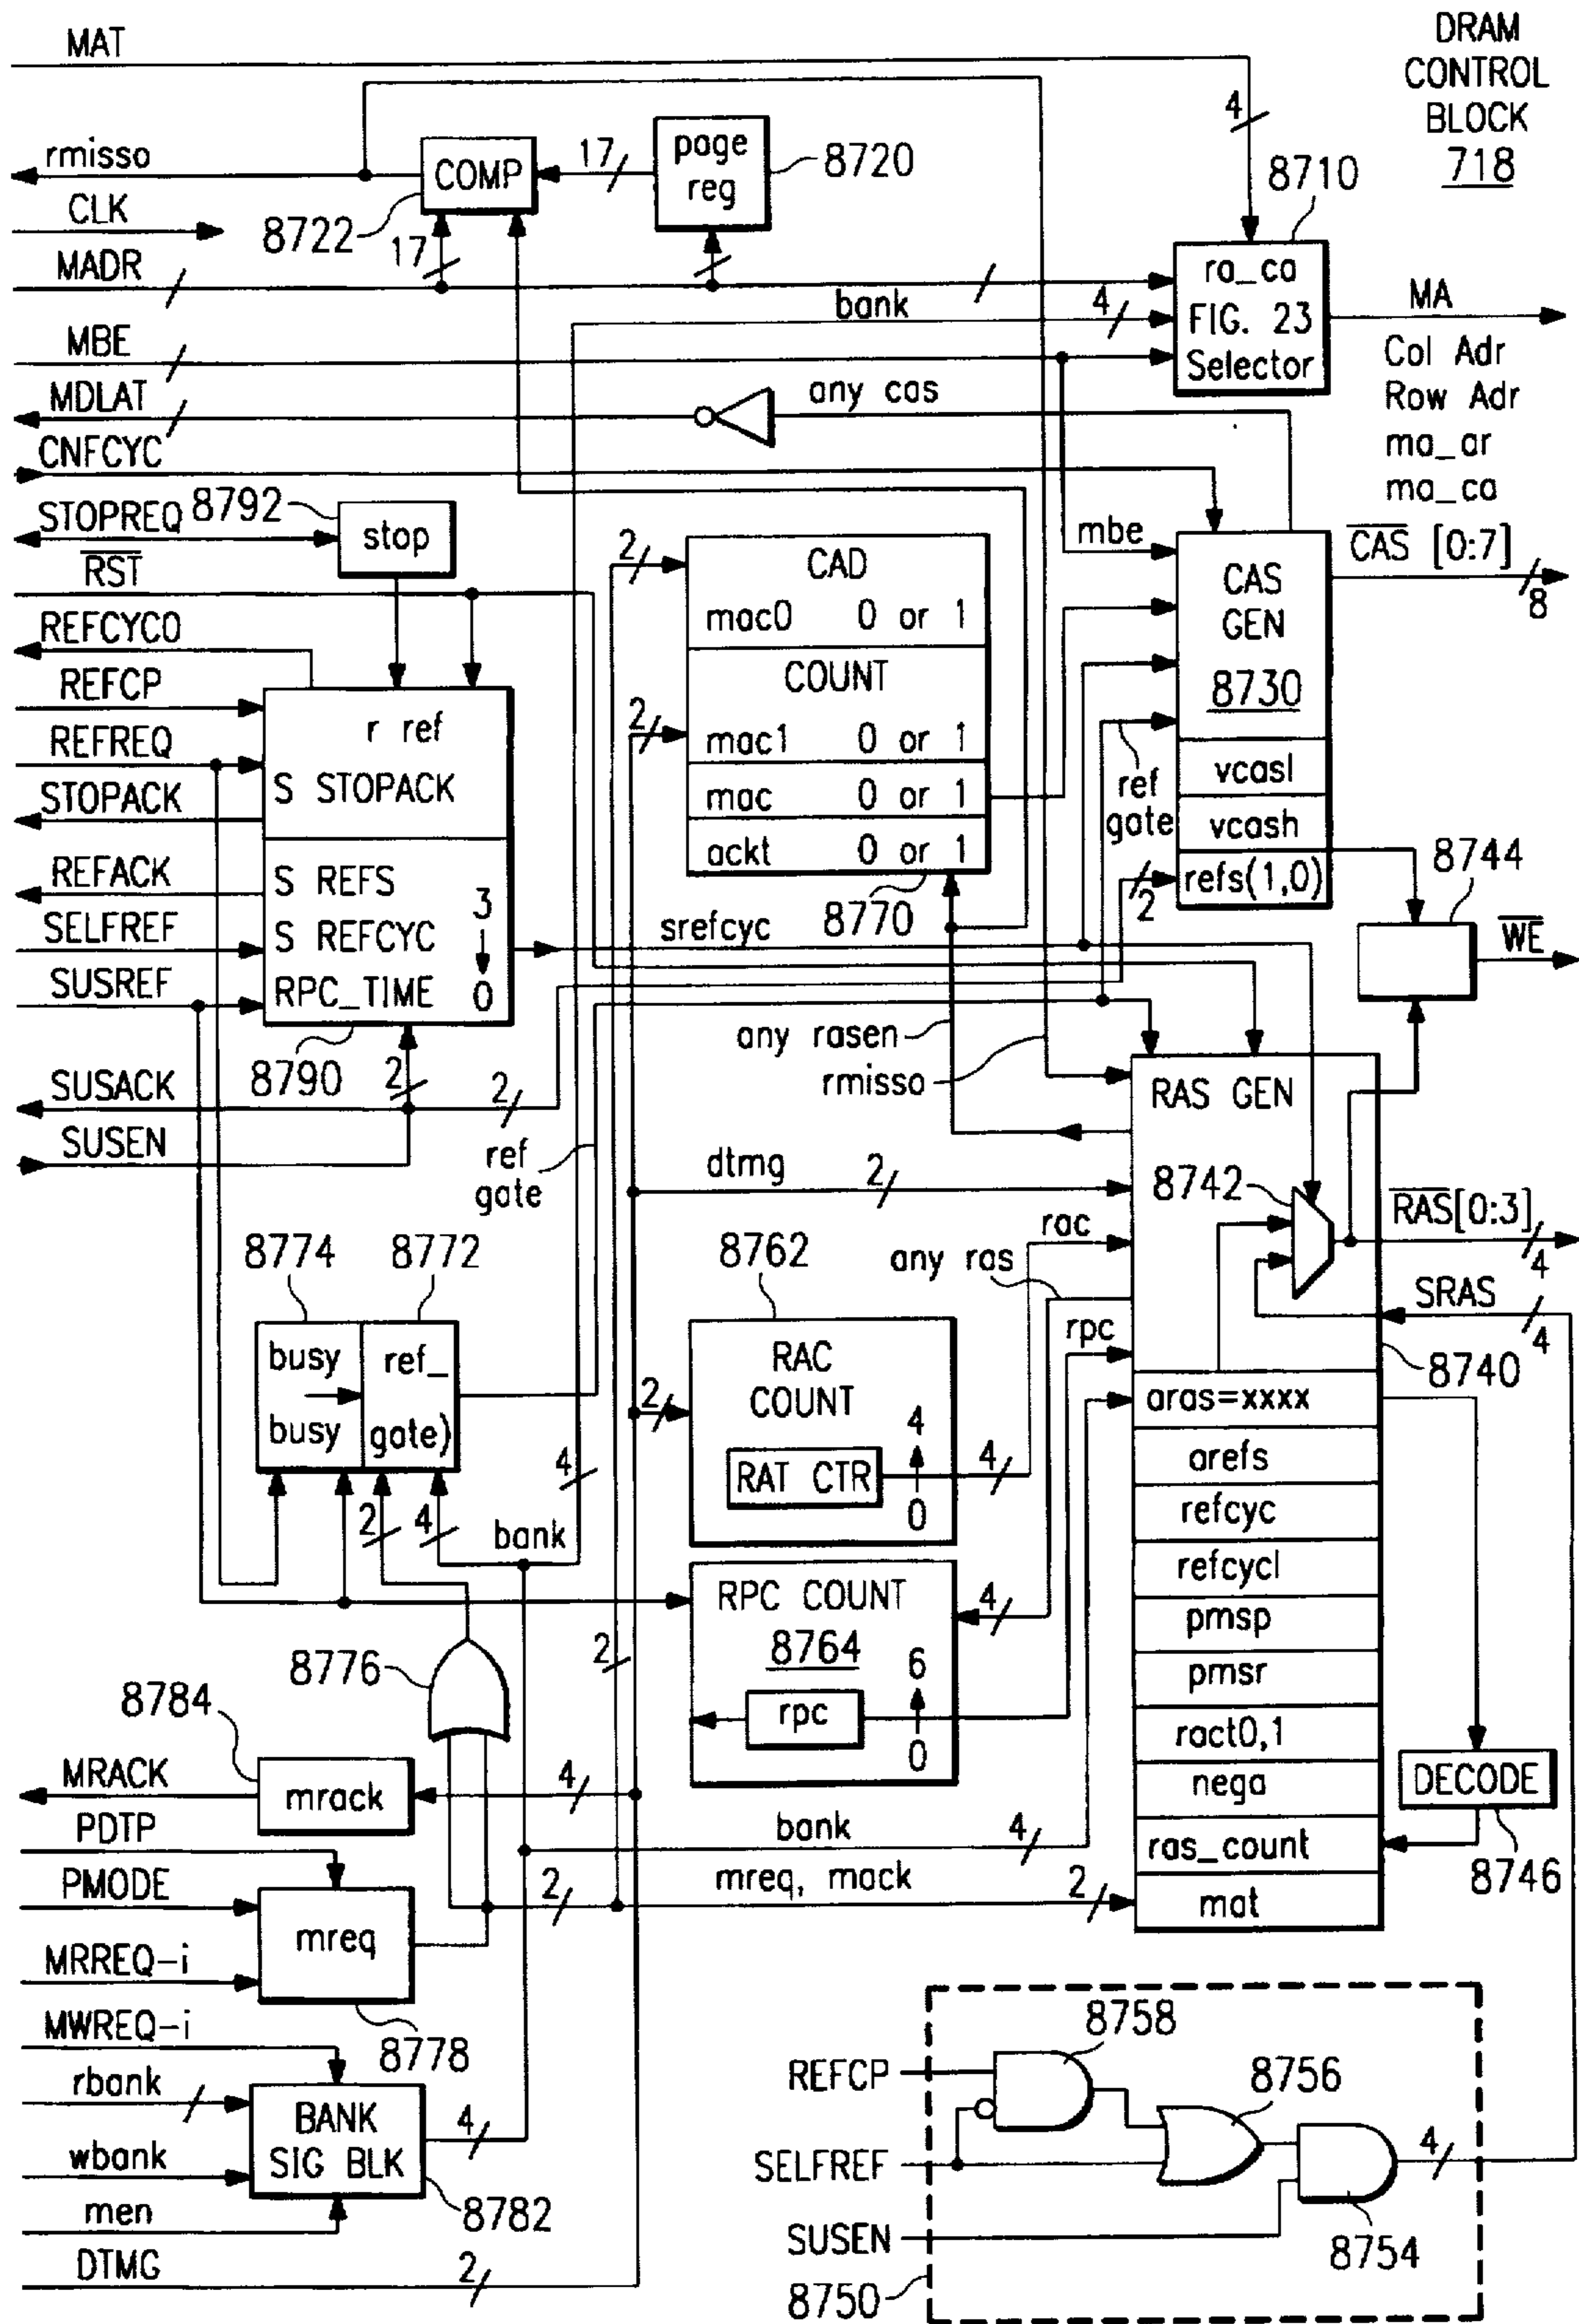 DRAM
CONTROL
BLOCK
718
MAT
4
rmisso
COMP
17
page
reg
8720
8710
CLK
8722
17
MADR
ra_ca
FIG. 23
Selector
bank
4
MA
MBE
Col Adr
Row Adr
ma_ar
ma_ca
MDLAT
any cas
CNFCYC
STOPREQ
8792
stop
RST
2
CAD
mac0 0 or 1
COUNT
2
mac1 0 or 1
mac 0 or 1
ackt 0 or 1
8770
mbe
CAS
GEN
8730
vcasl
vcash
refs(1,0)
CAS [0:7]
8
ref
gate
2
REFCYCO
REFCP
r ref
REFREQ
S STOPACK
STOPACK
REFACK
S REFS
3
SELFREF
S REFCYC
SUSREF
RPC_TIME
0
8790
srefcyc
8744
WE
any rasen
rmisso
SUSACK
2
2
SUSEN
ref
gate
RAS GEN
dtmg
2
8742
RAS[0:3]
4
rac
any ras
SRAS
4
rpc
8740
8774
8772
8762
busy
busy
ref_
gate)
RAC
COUNT
2
4
RAT CTR
0
4
aras=xxxx
arefs
refcyc
refcycl
pmsp
pmsr
ract0,1
nega
ras_count
mat
2
4
bank
4
RPC COUNT
8764
4
6
rpc
0
8776
2
8784
MRACK
mrack
4
DECODE
8746
PDTP
bank
4
PMODE
mreq
2
mreq, mack
2
MRREQ-i
8778
MWREQ-i
rbank
BANK
SIG BLK
4
wbank
8782
men
DTMG
2
8758
REFCP
8756
SELFREF
4
SUSEN
8754
8750